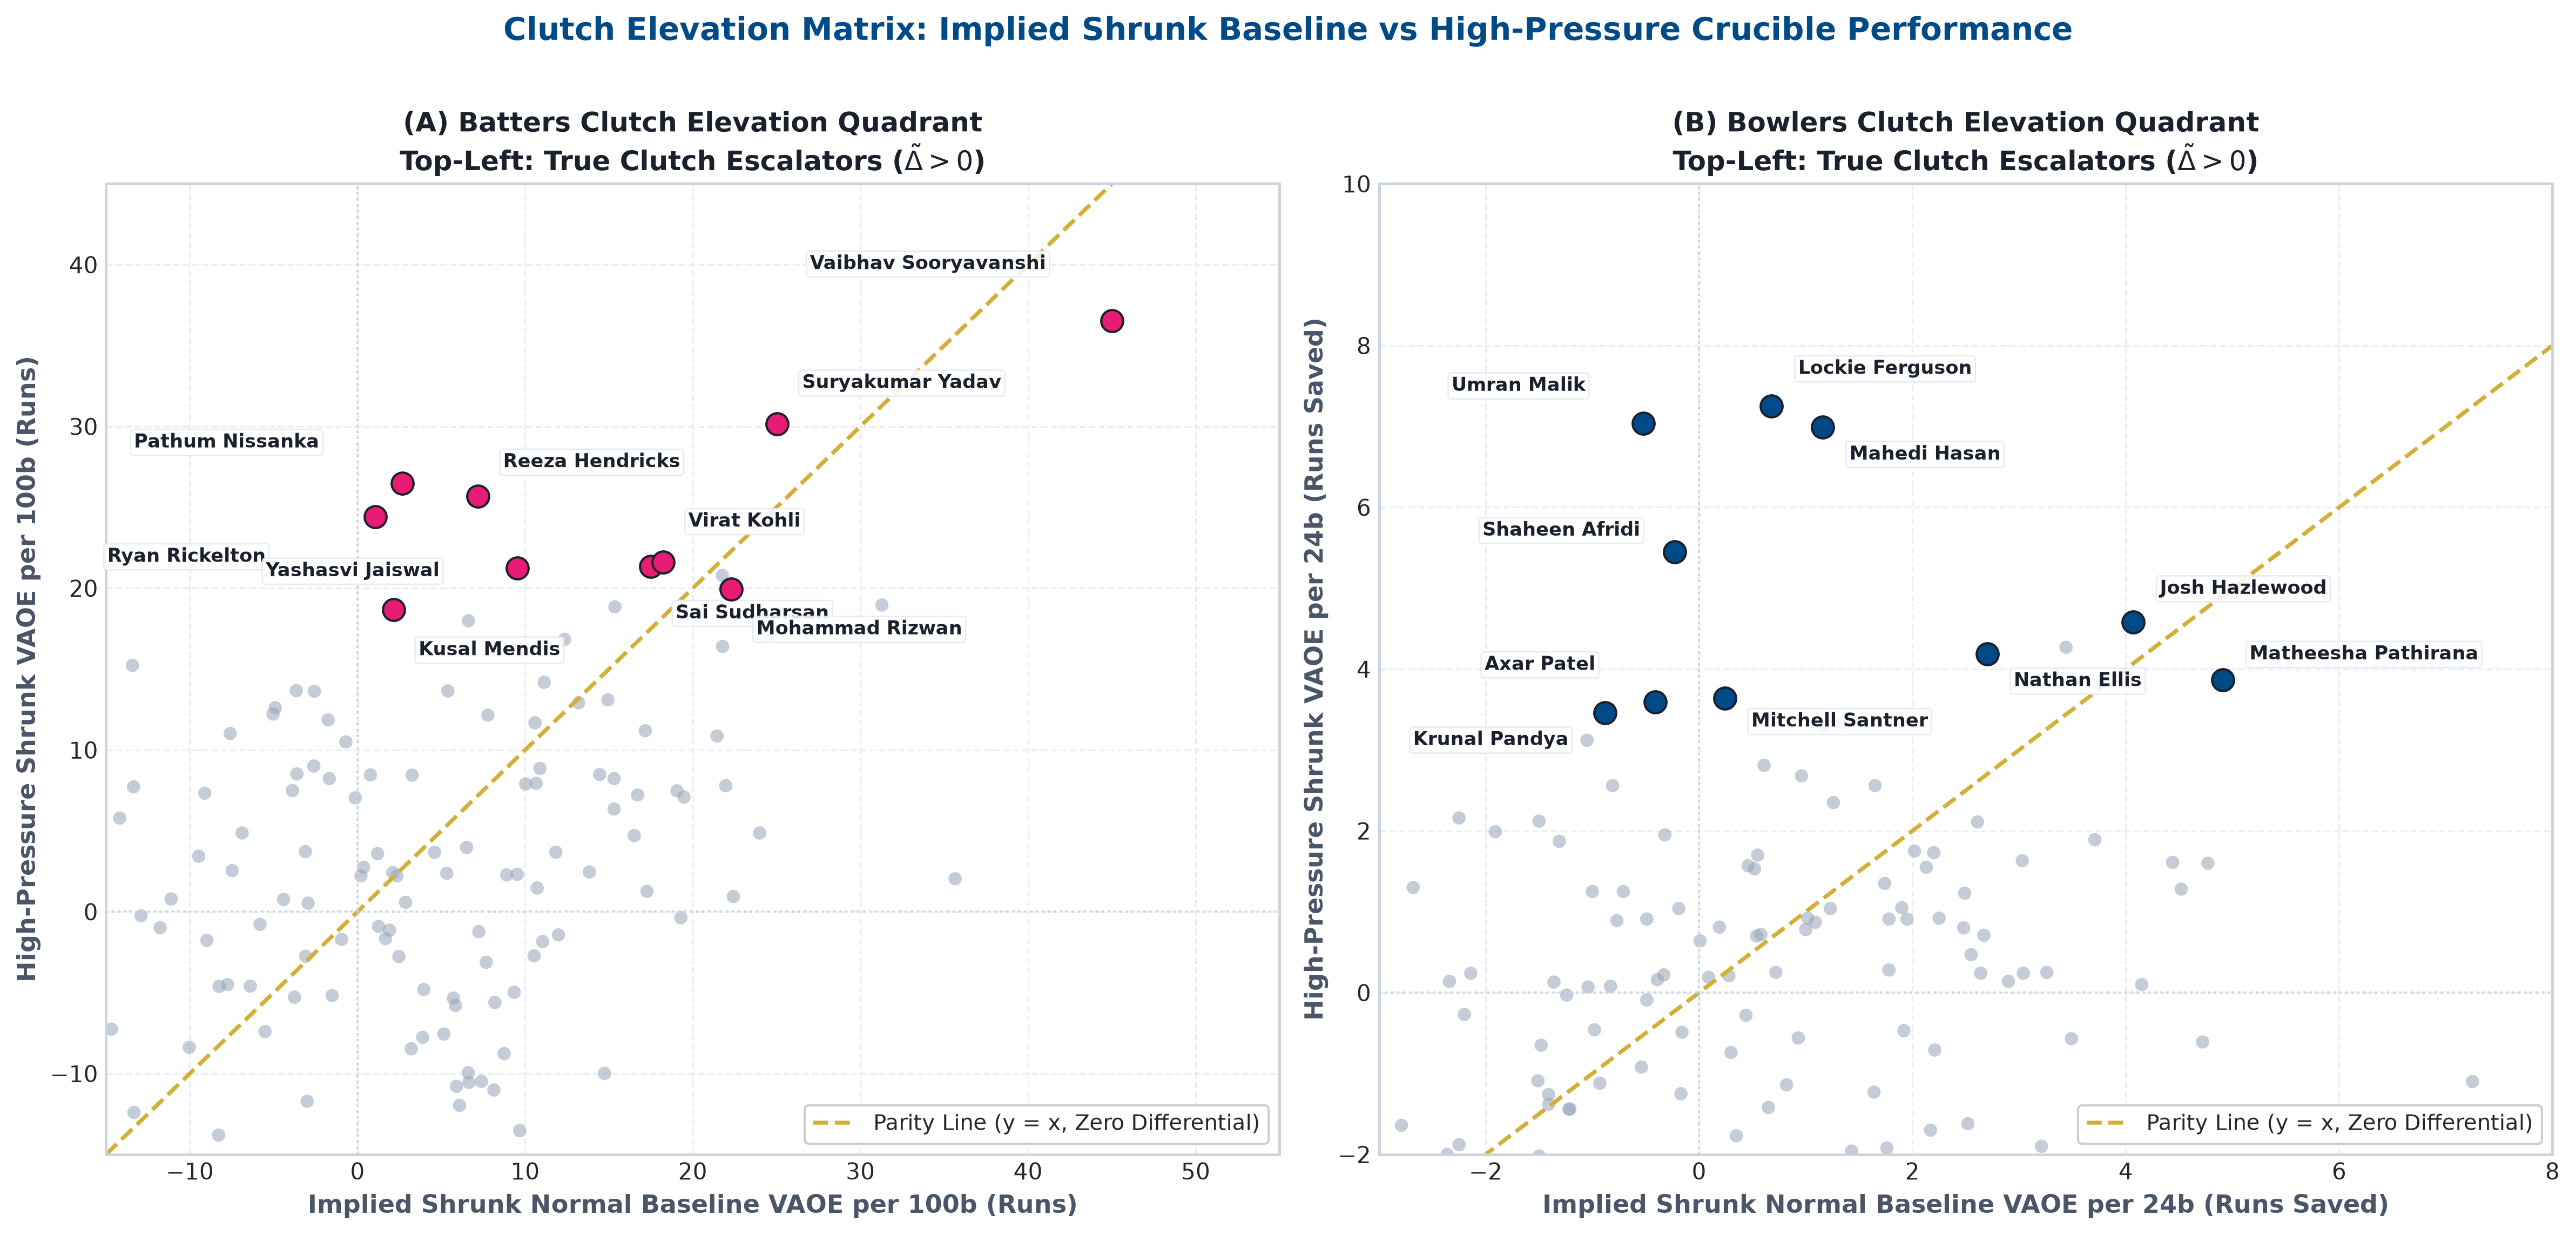 Clutch Elevation Matrix: Implied Shrunk Baseline vs High-Pressure Crucible Performance
(A) Batters Clutch Elevation Quadrant
Top-Left: True Clutch Escalators (Δ̃ > 0)
High-Pressure Shrunk VAOE per 100b (Runs)
40
30
20
10
0
−10
Vaibhav Sooryavanshi
Suryakumar Yadav
Pathum Nissanka
Reeza Hendricks
Virat Kohli
Ryan Rickelton
Yashasvi Jaiswal
Sai Sudharsan
Mohammad Rizwan
Kusal Mendis
Parity Line (y = x, Zero Differential)
−10
0
10
20
30
40
50
Implied Shrunk Normal Baseline VAOE per 100b (Runs)
(B) Bowlers Clutch Elevation Quadrant
Top-Left: True Clutch Escalators (Δ̃ > 0)
High-Pressure Shrunk VAOE per 24b (Runs Saved)
10
8
6
4
2
0
−2
Lockie Ferguson
Umran Malik
Mahedi Hasan
Shaheen Afridi
Josh Hazlewood
Axar Patel
Matheesha Pathirana
Nathan Ellis
Mitchell Santner
Krunal Pandya
Parity Line (y = x, Zero Differential)
−2
0
2
4
6
8
Implied Shrunk Normal Baseline VAOE per 24b (Runs Saved)